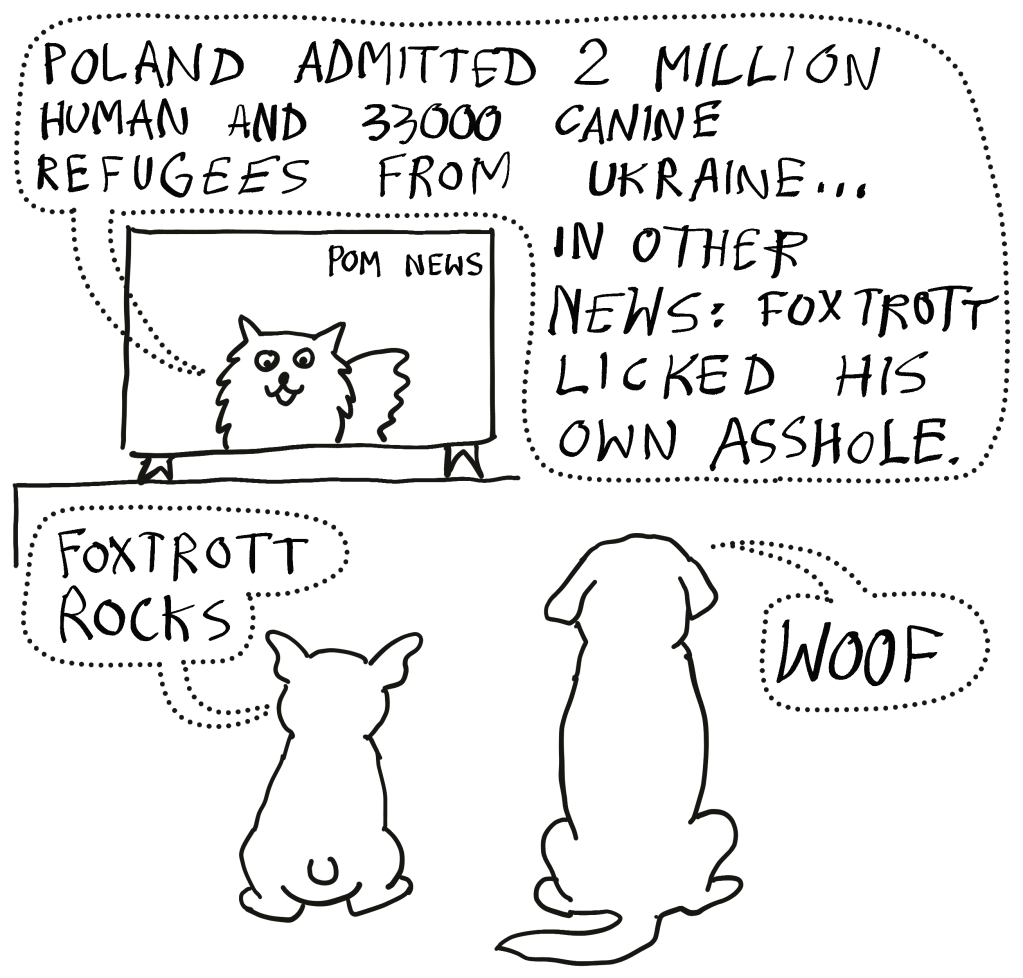 POLAND ADMITTED 2 MILLION
HUMAN AND 33000 CANINE
REFUGEES FROM UKRAINE...
IN OTHER
NEWS: FOXTROTT
LICKED HIS
OWN ASSHOLE.
POM NEWS
FOXTROTT
ROCKS
WOOF